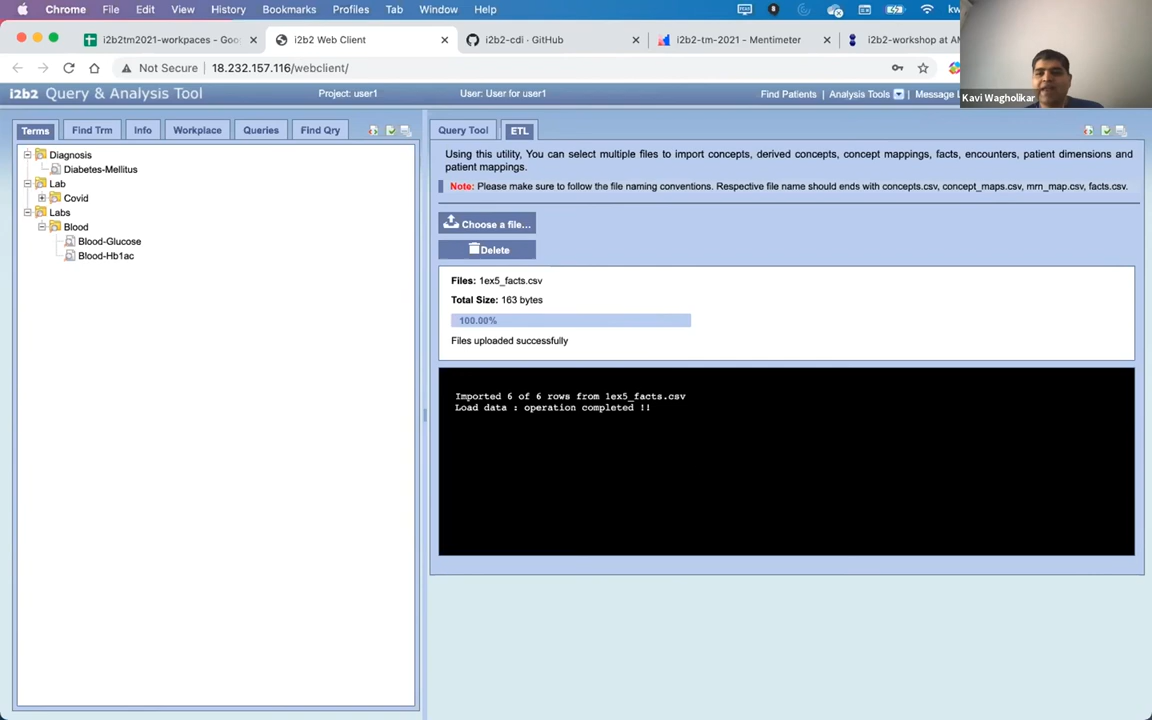 Chrome File Edit View History Bookmarks Profiles Tab Window Help
i2b2tm2021-workpaces - Goo
i2b2 Web Client
i2b2-cdi · GitHub
i2b2-tm-2021 - Mentimeter
i2b2-workshop at AM
Not Secure 18.232.157.116/webclient/
Kavi Wagholikar
i2b2 Query & Analysis Tool
Project: user1
User: User for user1
Find Patients
Analysis Tools
Message L
Terms Find Trm Info Workplace Queries Find Qry
Query Tool ETL
Diagnosis
Diabetes-Mellitus
Lab
Covid
Labs
Blood
Blood-Glucose
Blood-Hb1ac
Using this utility, You can select multiple files to import concepts, derived concepts, concept mappings, facts, encounters, patient dimensions and
patient mappings.
Note: Please make sure to follow the file naming conventions. Respective file name should ends with concepts.csv, concept_maps.csv, mrn_map.csv, facts.csv.
Choose a file...
Delete
Files: 1ex5_facts.csv
Total Size: 163 bytes
100.00%
Files uploaded successfully
Imported 6 of 6 rows from 1ex5_facts.csv
Load data : operation completed !!